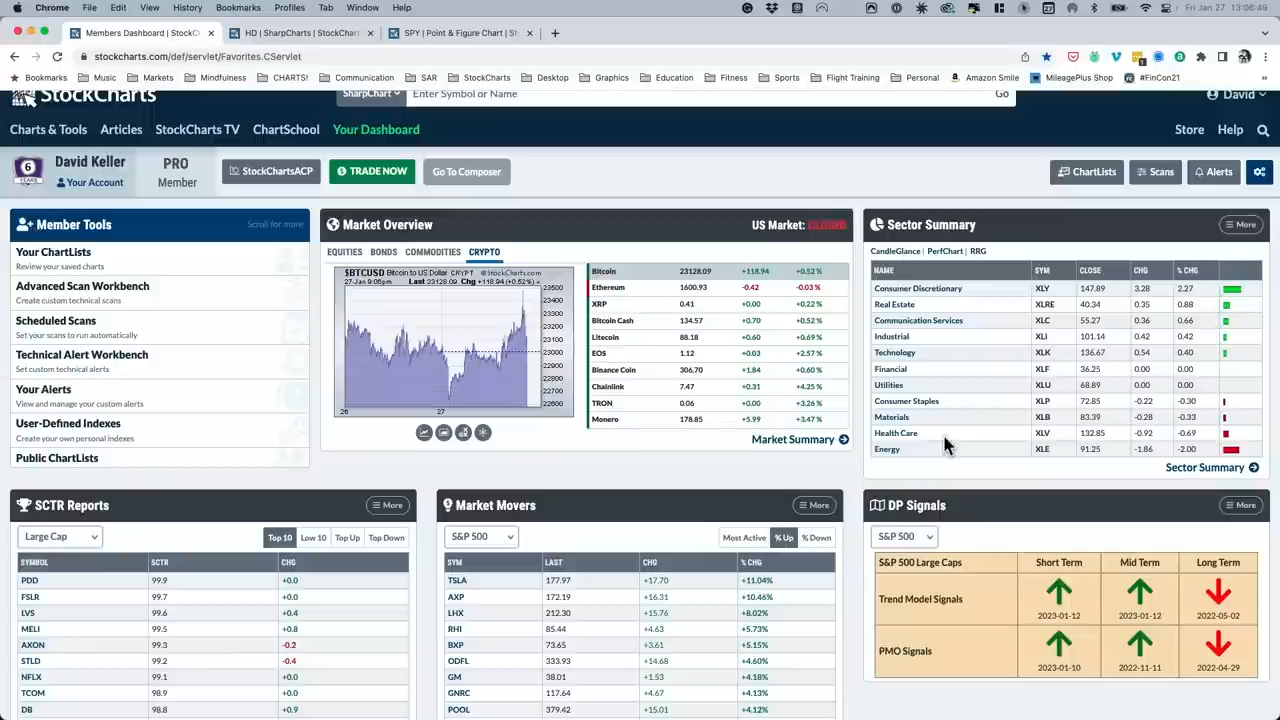 Chrome File Edit View History Bookmarks Profiles Tab Window Help Fri Jan 27 13:06:49
Members Dashboard | StockC × HD | SharpCharts | StockChart × SPY | Point & Figure Chart | St ×
stockcharts.com/def/servlet/Favorites.CServlet
Bookmarks Music Markets Mindfulness CHARTS! Communication SAR StockCharts Desktop Graphics Education Fitness Sports Flight Training Personal Amazon Smile MileagePlus Shop #FinCon21 »
StockCharts SharpChart Enter Symbol or Name Go David
Charts & Tools Articles StockCharts TV ChartSchool Your Dashboard Store Help
6 YEARS David Keller Your Account PRO Member StockChartsACP TRADE NOW Go To Composer ChartLists Scans Alerts
Member Tools Scroll for more
Your ChartLists
Review your saved charts
Advanced Scan Workbench
Create custom technical scans
Scheduled Scans
Set your scans to run automatically
Technical Alert Workbench
Set custom technical alerts
Your Alerts
View and manage your custom alerts
User-Defined Indexes
Create your own personal indexes
Public ChartLists
Market Overview US Market: CLOSED
EQUITIES BONDS COMMODITIES CRYPTO
$BTCUSD Bitcoin to US Dollar CRYPT @StockCharts.com
27-Jan 9:05pm Last 23128.09 Chg +118.94 (+0.52%)
23500
23400
23300
23200
23100
23000
22900
22800
22700
22600
26 27
Bitcoin 23128.09 +118.94 +0.52 %
Ethereum 1600.93 -0.42 -0.03 %
XRP 0.41 +0.00 +0.22 %
Bitcoin Cash 134.57 +0.70 +0.52 %
Litecoin 88.18 +0.60 +0.69 %
EOS 1.12 +0.03 +2.57 %
Binance Coin 306.70 +1.84 +0.60 %
Chainlink 7.47 +0.31 +4.25 %
TRON 0.06 +0.00 +3.26 %
Monero 178.85 +5.99 +3.47 %
Market Summary
Sector Summary More
CandleGlance | PerfChart | RRG
NAME SYM CLOSE CHG % CHG
Consumer Discretionary XLY 147.89 3.28 2.27
Real Estate XLRE 40.34 0.35 0.88
Communication Services XLC 55.27 0.36 0.66
Industrial XLI 101.14 0.42 0.42
Technology XLK 136.67 0.54 0.40
Financial XLF 36.25 0.00 0.00
Utilities XLU 68.89 0.00 0.00
Consumer Staples XLP 72.85 -0.22 -0.30
Materials XLB 83.39 -0.28 -0.33
Health Care XLV 132.85 -0.92 -0.69
Energy XLE 91.25 -1.86 -2.00
Sector Summary
SCTR Reports More
Large Cap Top 10 Low 10 Top Up Top Down
SYMBOL SCTR CHG
PDD 99.9 +0.0
FSLR 99.7 +0.0
LVS 99.6 +0.4
MELI 99.5 +0.8
AXON 99.3 -0.2
STLD 99.2 -0.4
NFLX 99.1 +0.0
TCOM 98.9 +0.0
DB 98.8 +0.9
Market Movers More
S&P 500 Most Active % Up % Down
SYM LAST CHG % CHG
TSLA 177.97 +17.70 +11.04%
AXP 172.19 +16.31 +10.46%
LHX 212.30 +15.76 +8.02%
RHI 85.44 +4.63 +5.73%
BXP 73.65 +3.61 +5.15%
ODFL 333.93 +14.68 +4.60%
GM 38.01 +1.53 +4.18%
GNRC 117.64 +4.67 +4.13%
POOL 379.42 +15.01 +4.12%
DP Signals More
S&P 500
S&P 500 Large Caps Short Term Mid Term Long Term
Trend Model Signals 2023-01-12 2023-01-12 2022-05-02
PMO Signals 2023-01-10 2022-11-11 2022-04-29